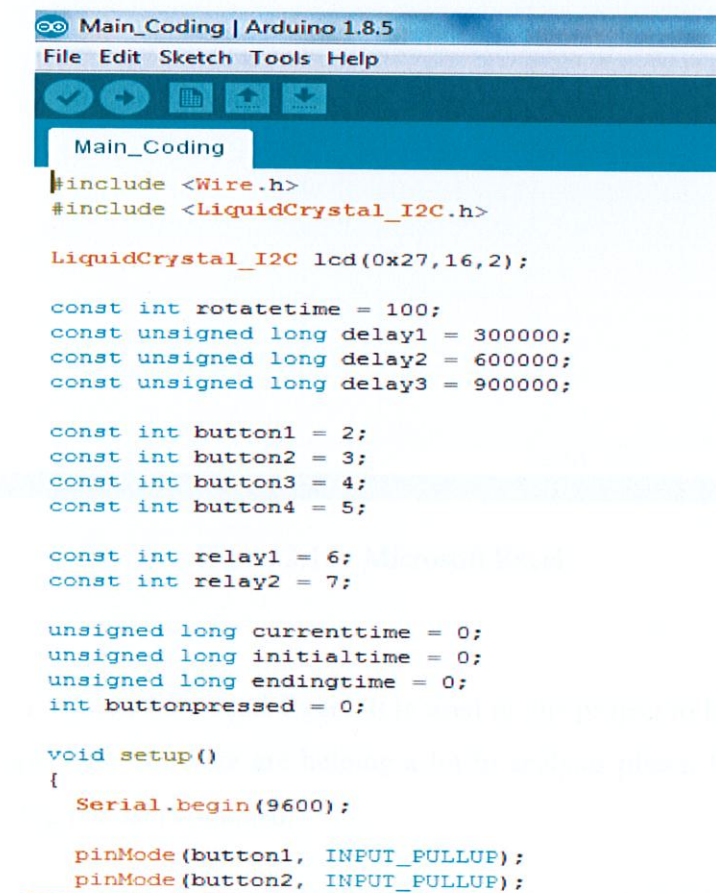 Main_Coding | Arduino 1.8.5
File Edit Sketch Tools Help
Main_Coding
#include <Wire.h>
#include <LiquidCrystal_I2C.h>
LiquidCrystal_I2C lcd(0x27,16,2);
const int rotatetime = 100;
const unsigned long delay1 = 300000;
const unsigned long delay2 = 600000;
const unsigned long delay3 = 900000;
const int button1 = 2;
const int button2 = 3;
const int button3 = 4;
const int button4 = 5;
const int relay1 = 6;
const int relay2 = 7;
unsigned long currenttime = 0;
unsigned long initialtime = 0;
unsigned long endingtime = 0;
int buttonpressed = 0;
void setup()
{
Serial.begin(9600);
pinMode(button1, INPUT_PULLUP);
pinMode(button2, INPUT_PULLUP);